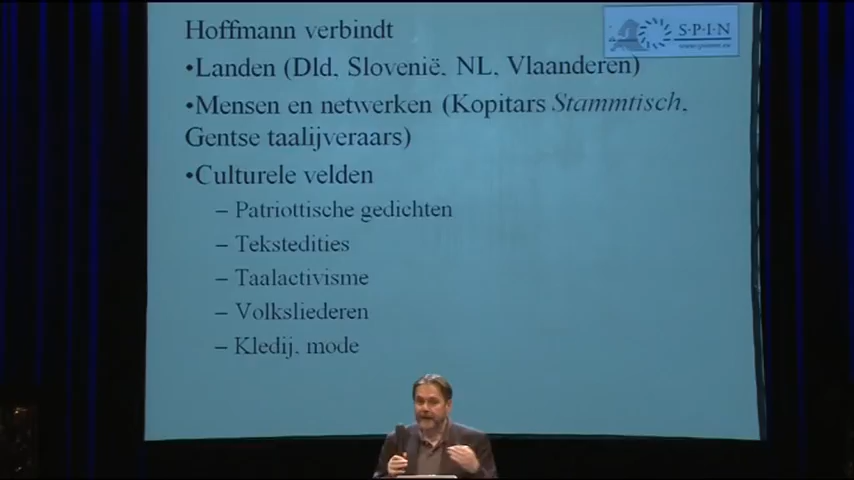 Hoffmann verbindt
•Landen (Dld, Slovenië, NL, Vlaanderen)
•Mensen en netwerken (Kopitars Stammtisch,
Gentse taalijveraars)
•Culturele velden
– Patriottische gedichten
– Tekstedities
– Taalactivisme
– Volksliederen
– Kledij, mode
S·P·I·N